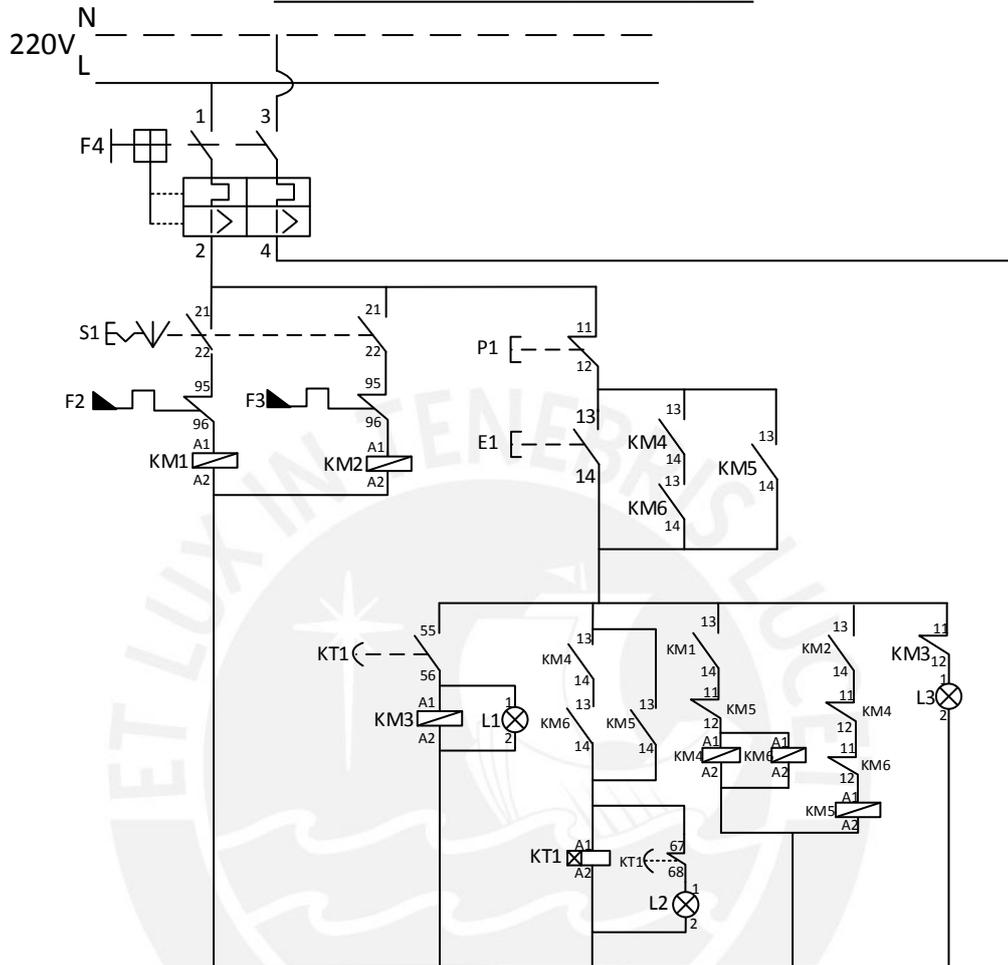 N
220V
L
1 3
F4
2 4
21 21
S1
22 22
11
P1
12
95 95
F2 F3
96 96
A1 A1
KM1 KM2
A2 A2
13 13
E1 KM4 13
14 14 KM5
13 14
KM6
14
55 13 13 13 11
KT1 KM4 KM1 KM2 KM3
56 14 14 14 12
A1 1 13 13 11 11 1
KM3 L1 KM6 KM5 KM5 KM4 L3
A2 2 14 14 12 12 2
A1 A1 11
KM4 KM6 KM6
A2 A2 12
A1
KM5
A2
A1 67
KT1 KT1
A2 68
1
L2
2
ET LUX IN TENEBRIS LUCET